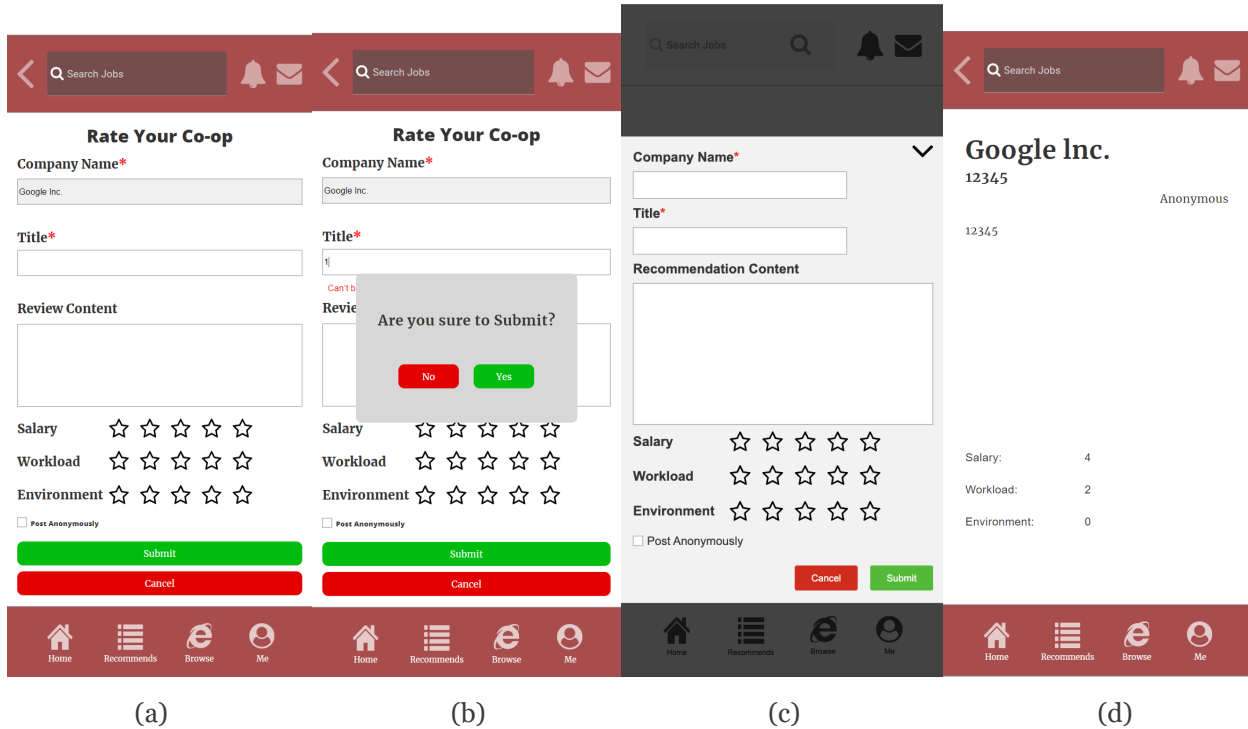 Search Jobs
Rate Your Co-op
Company Name*
Google Inc.
Title*
Review Content
Salary
Workload
Environment
Post Anonymously
Submit
Cancel
Home Recommends Browse Me
(a)
Search Jobs
Rate Your Co-op
Company Name*
Google Inc.
Title*
1
Can't b
Revie
Are you sure to Submit?
No Yes
Salary
Workload
Environment
Post Anonymously
Submit
Cancel
Home Recommends Browse Me
(b)
Search Jobs
Company Name*
Title*
Recommendation Content
Salary
Workload
Environment
Post Anonymously
Cancel Submit
Home Recommends Browse Me
(c)
Search Jobs
Google Inc.
12345
Anonymous
12345
Salary: 4
Workload: 2
Environment: 0
Home Recommends Browse Me
(d)